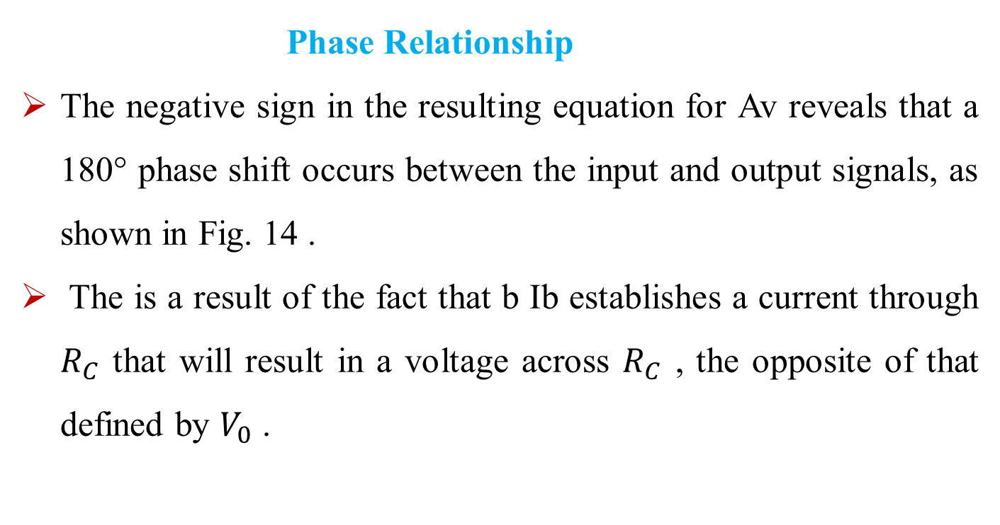 Phase Relationship
➢ The negative sign in the resulting equation for Av reveals that a
180° phase shift occurs between the input and output signals, as
shown in Fig. 14 .
➢ The is a result of the fact that b Ib establishes a current through
R_C that will result in a voltage across R_C , the opposite of that
defined by V_0 .